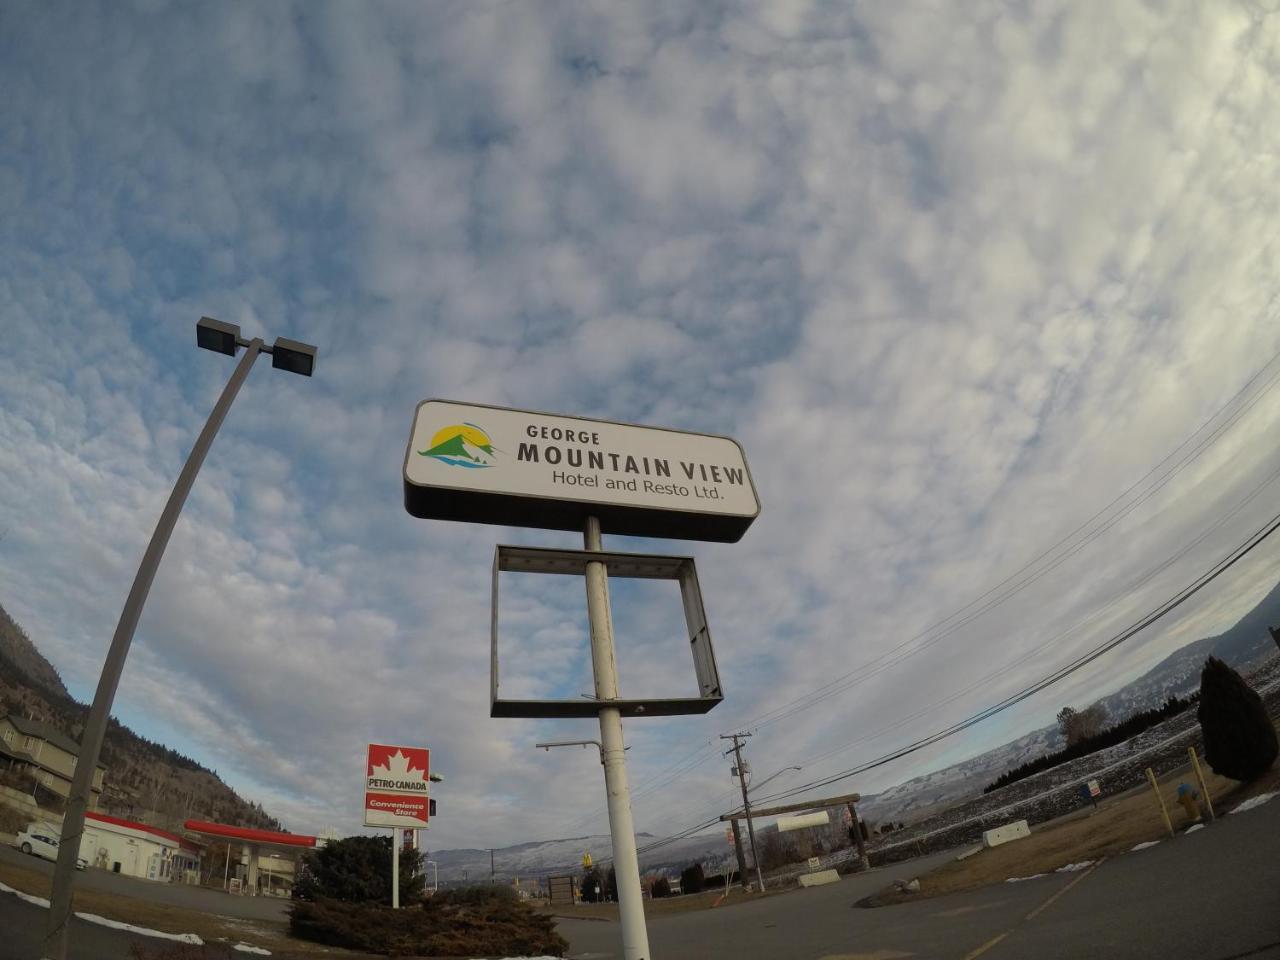 GEORGE
MOUNTAIN VIEW
Hotel and Resto Ltd.
PETRO-CANADA
Convenience
Store